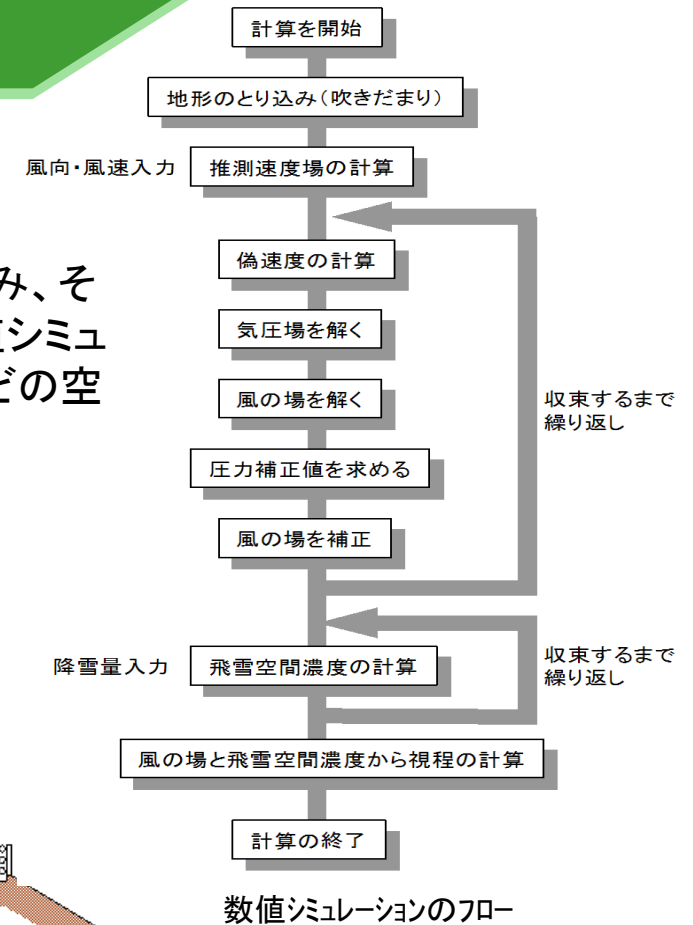 計算を開始
地形のとり込み(吹きだまり)
風向・風速入力
推測速度場の計算
み、そ
シミュ
どの空
偽速度の計算
気圧場を解く
風の場を解く
収束するまで
繰り返し
圧力補正値を求める
風の場を補正
降雪量入力
飛雪空間濃度の計算
収束するまで
繰り返し
風の場と飛雪空間濃度から視程の計算
計算の終了
数値シミュレーションのフロー